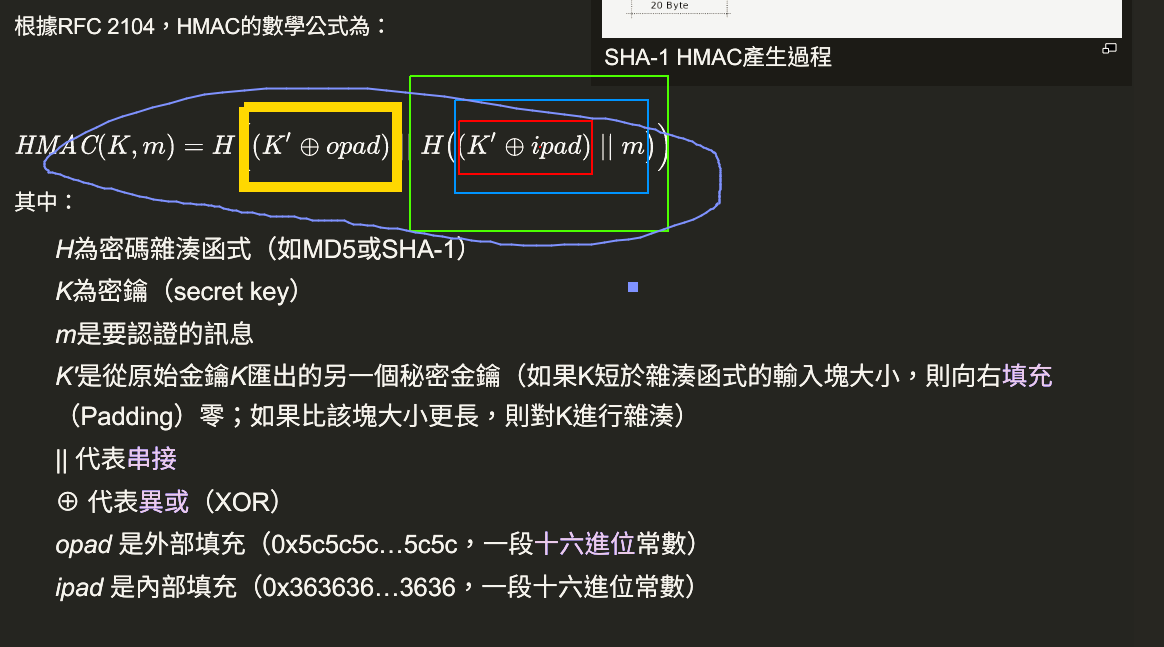 20 Byte
根據RFC 2104，HMAC的數學公式為：
SHA-1 HMAC產生過程
HMAC(K, m) = H((K′ ⊕ opad) || H((K′ ⊕ ipad) || m))
其中：
H為密碼雜湊函式（如MD5或SHA-1）
K為密鑰（secret key）
m是要認證的訊息
K'是從原始金鑰K匯出的另一個秘密金鑰（如果K短於雜湊函式的輸入塊大小，則向右填充
（Padding）零；如果比該塊大小更長，則對K進行雜湊）
|| 代表串接
⊕ 代表異或（XOR）
opad 是外部填充（0x5c5c5c…5c5c，一段十六進位常數）
ipad 是內部填充（0x363636…3636，一段十六進位常數）